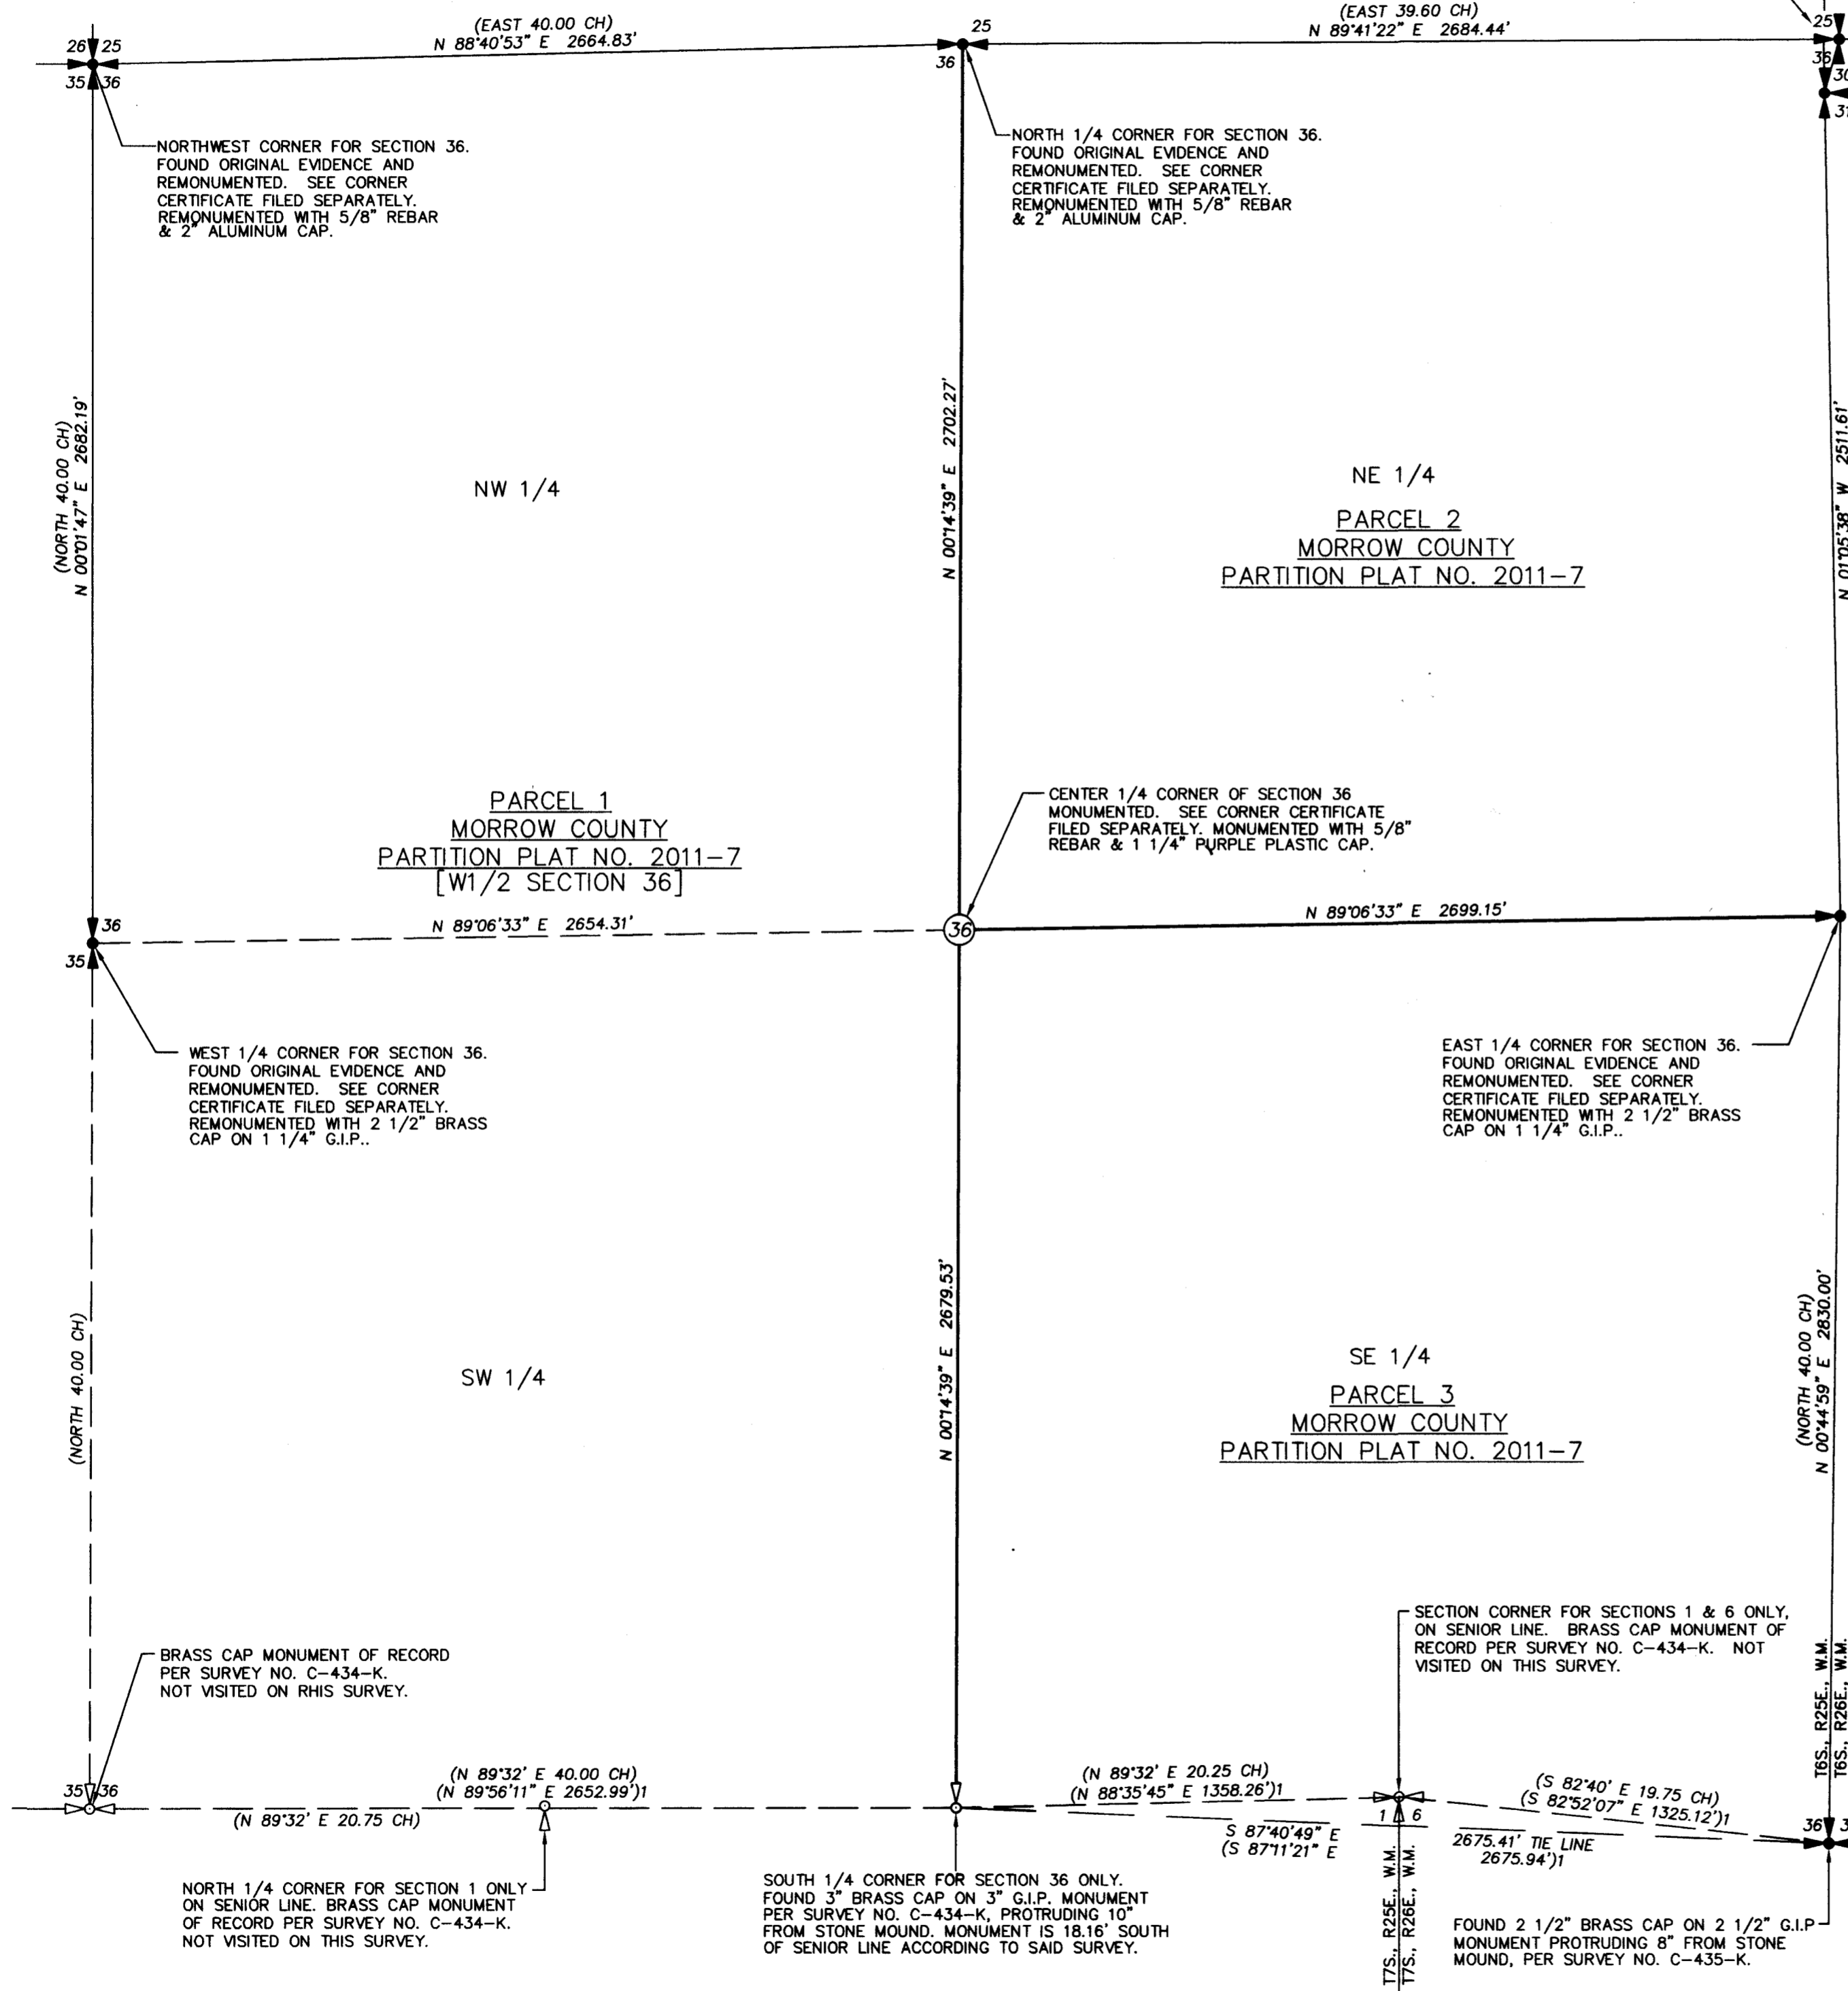 (EAST 40.00 CH)
N 88°40'53" E 2664.83'
(EAST 39.60 CH)
N 89°41'22" E 2684.44'
26 25
35 36
25
36
25
36
30
31
NORTHWEST CORNER FOR SECTION 36.
FOUND ORIGINAL EVIDENCE AND
REMONUMENTED. SEE CORNER
CERTIFICATE FILED SEPARATELY.
REMONUMENTED WITH 5/8" REBAR
& 2" ALUMINUM CAP.
NORTH 1/4 CORNER FOR SECTION 36.
FOUND ORIGINAL EVIDENCE AND
REMONUMENTED. SEE CORNER
CERTIFICATE FILED SEPARATELY.
REMONUMENTED WITH 5/8" REBAR
& 2" ALUMINUM CAP.
(NORTH 40.00 CH)
N 00°01'47" E 2682.19'
N 00°14'39" E 2702.27'
N 01°05'38" W 2511.61'
NW 1/4
NE 1/4
PARCEL 2
MORROW COUNTY
PARTITION PLAT NO. 2011-7
PARCEL 1
MORROW COUNTY
PARTITION PLAT NO. 2011-7
[W1/2 SECTION 36]
CENTER 1/4 CORNER OF SECTION 36
MONUMENTED. SEE CORNER CERTIFICATE
FILED SEPARATELY. MONUMENTED WITH 5/8"
REBAR & 1 1/4" PURPLE PLASTIC CAP.
36
35
N 89°06'33" E 2654.31'
36
N 89°06'33" E 2699.15'
WEST 1/4 CORNER FOR SECTION 36.
FOUND ORIGINAL EVIDENCE AND
REMONUMENTED. SEE CORNER
CERTIFICATE FILED SEPARATELY.
REMONUMENTED WITH 2 1/2" BRASS
CAP ON 1 1/4" G.I.P..
EAST 1/4 CORNER FOR SECTION 36.
FOUND ORIGINAL EVIDENCE AND
REMONUMENTED. SEE CORNER
CERTIFICATE FILED SEPARATELY.
REMONUMENTED WITH 2 1/2" BRASS
CAP ON 1 1/4" G.I.P..
(NORTH 40.00 CH)
N 00°14'39" E 2679.53'
(NORTH 40.00 CH)
N 00°44'59" E 2830.00'
SW 1/4
SE 1/4
PARCEL 3
MORROW COUNTY
PARTITION PLAT NO. 2011-7
BRASS CAP MONUMENT OF RECORD
PER SURVEY NO. C-434-K.
NOT VISITED ON RHIS SURVEY.
SECTION CORNER FOR SECTIONS 1 & 6 ONLY,
ON SENIOR LINE. BRASS CAP MONUMENT OF
RECORD PER SURVEY NO. C-434-K. NOT
VISITED ON THIS SURVEY.
T6S., R25E., W.M.
T6S., R26E., W.M.
35 36
(N 89°32' E 40.00 CH)
(N 89°56'11" E 2652.99')1
(N 89°32' E 20.75 CH)
(N 89°32' E 20.25 CH)
(N 88°35'45" E 1358.26')1
(S 82°40' E 19.75 CH)
(S 82°52'07" E 1325.12')1
1 6
36
S 87°40'49" E 2675.41' TIE LINE
(S 87°11'21" E 2675.94')1
T7S., R25E., W.M.
T7S., R26E., W.M.
NORTH 1/4 CORNER FOR SECTION 1 ONLY
ON SENIOR LINE. BRASS CAP MONUMENT
OF RECORD PER SURVEY NO. C-434-K.
NOT VISITED ON THIS SURVEY.
SOUTH 1/4 CORNER FOR SECTION 36 ONLY.
FOUND 3" BRASS CAP ON 3" G.I.P. MONUMENT
PER SURVEY NO. C-434-K, PROTRUDING 10"
FROM STONE MOUND. MONUMENT IS 18.16' SOUTH
OF SENIOR LINE ACCORDING TO SAID SURVEY.
FOUND 2 1/2" BRASS CAP ON 2 1/2" G.I.P
MONUMENT PROTRUDING 8" FROM STONE
MOUND, PER SURVEY NO. C-435-K.